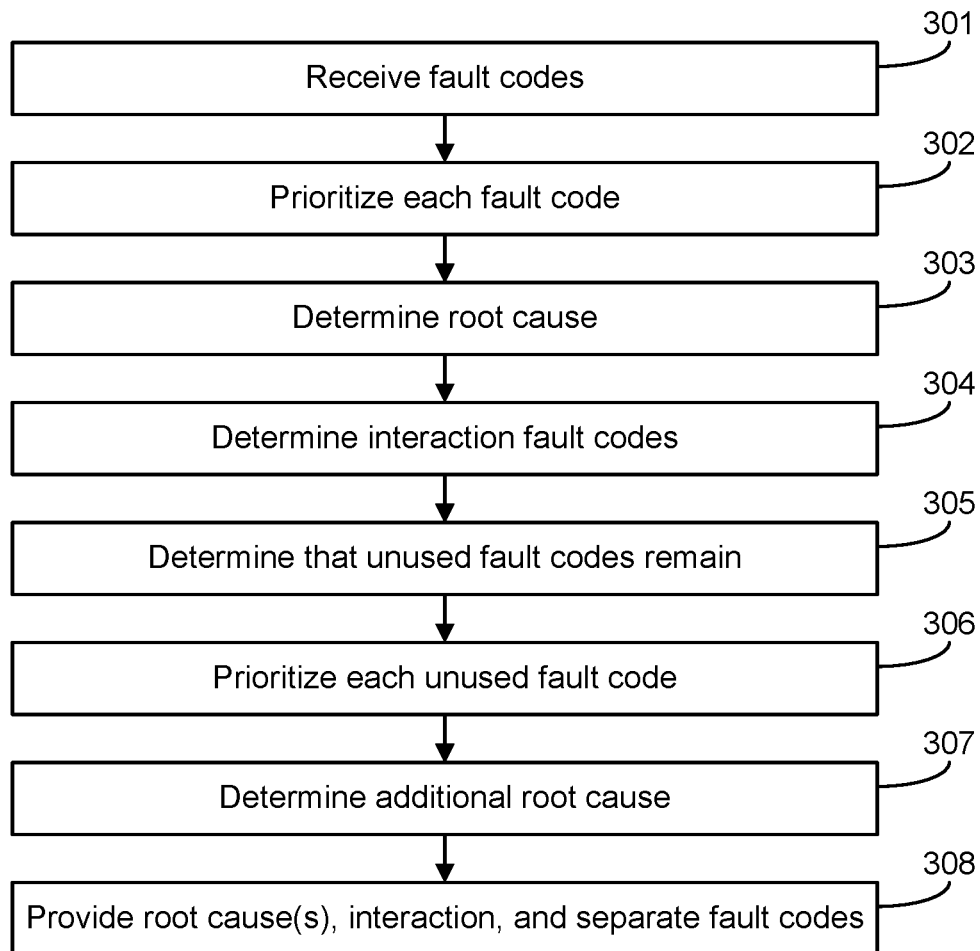 301
Receive fault codes
302
Prioritize each fault code
303
Determine root cause
304
Determine interaction fault codes
305
Determine that unused fault codes remain
306
Prioritize each unused fault code
307
Determine additional root cause
308
Provide root cause(s), interaction, and separate fault codes